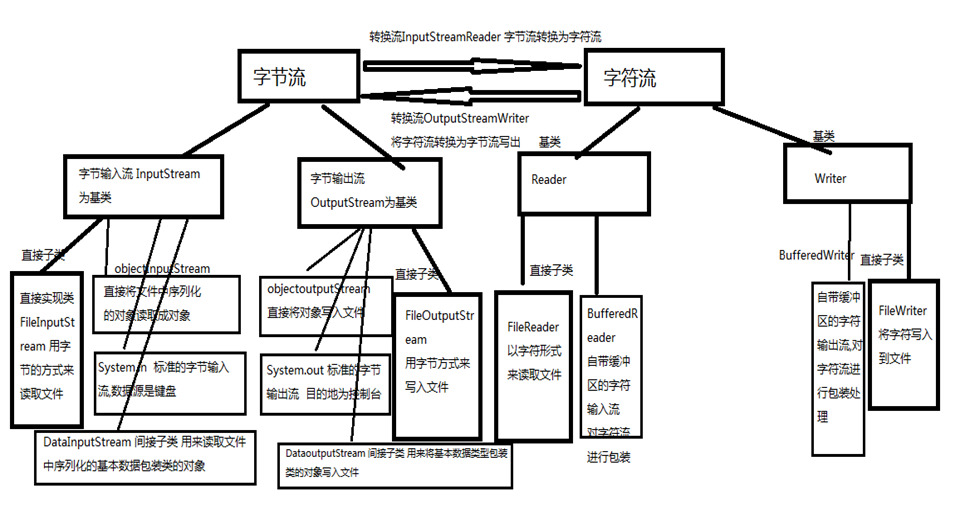 转换流InputStreamReader 字节流转换为字符流
字节流
字符流
转换流OutputStreamWriter
将字符流转换为字节流写出
基类
基类
字节输入流 InputStream
为基类
字节输出流
OutputStream为基类
Reader
Writer
直接子类
直接实现类
FileInputSt
ream 用字
节的方式来
读取文件
objectInputStream
直接将文件中序列化
的对象读取成对象
System.in 标准的字节输入
流,数据源是键盘
DataInputStream 间接子类 用来读取文件
中序列化的基本数据包装类的对象
objectoutputStream
直接将对象写入文件
System.out 标准的字节
输出流 目的地为控制台
DataoutputStream 间接子类 用来将基本数据类型包装
类的对象写入文件
直接子类
FileOutputStr
eam
用字节方式来
写入文件
直接子类
FileReader
以字符形式
来读取文件
BufferedR
eader
自带缓冲
区的字符
输入流
对字符流
进行包装
BufferedWriter
自带缓冲
区的字符
输出流,对
字符流进
行包装处
理
直接子类
FileWriter
将字符写入
到文件